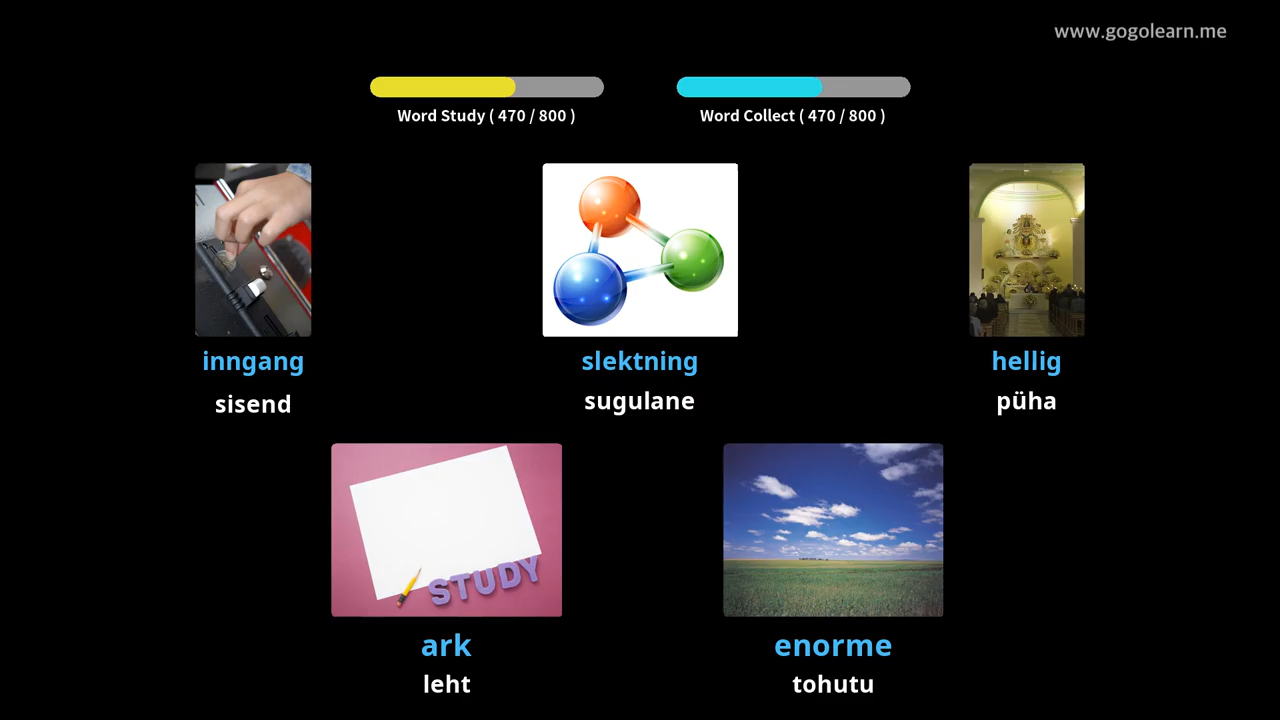 www.gogolearn.me
Word Study ( 470 / 800 )
Word Collect ( 470 / 800 )
inngang
slektning
hellig
sisend
sugulane
püha
STUDY
ark
enorme
leht
tohutu